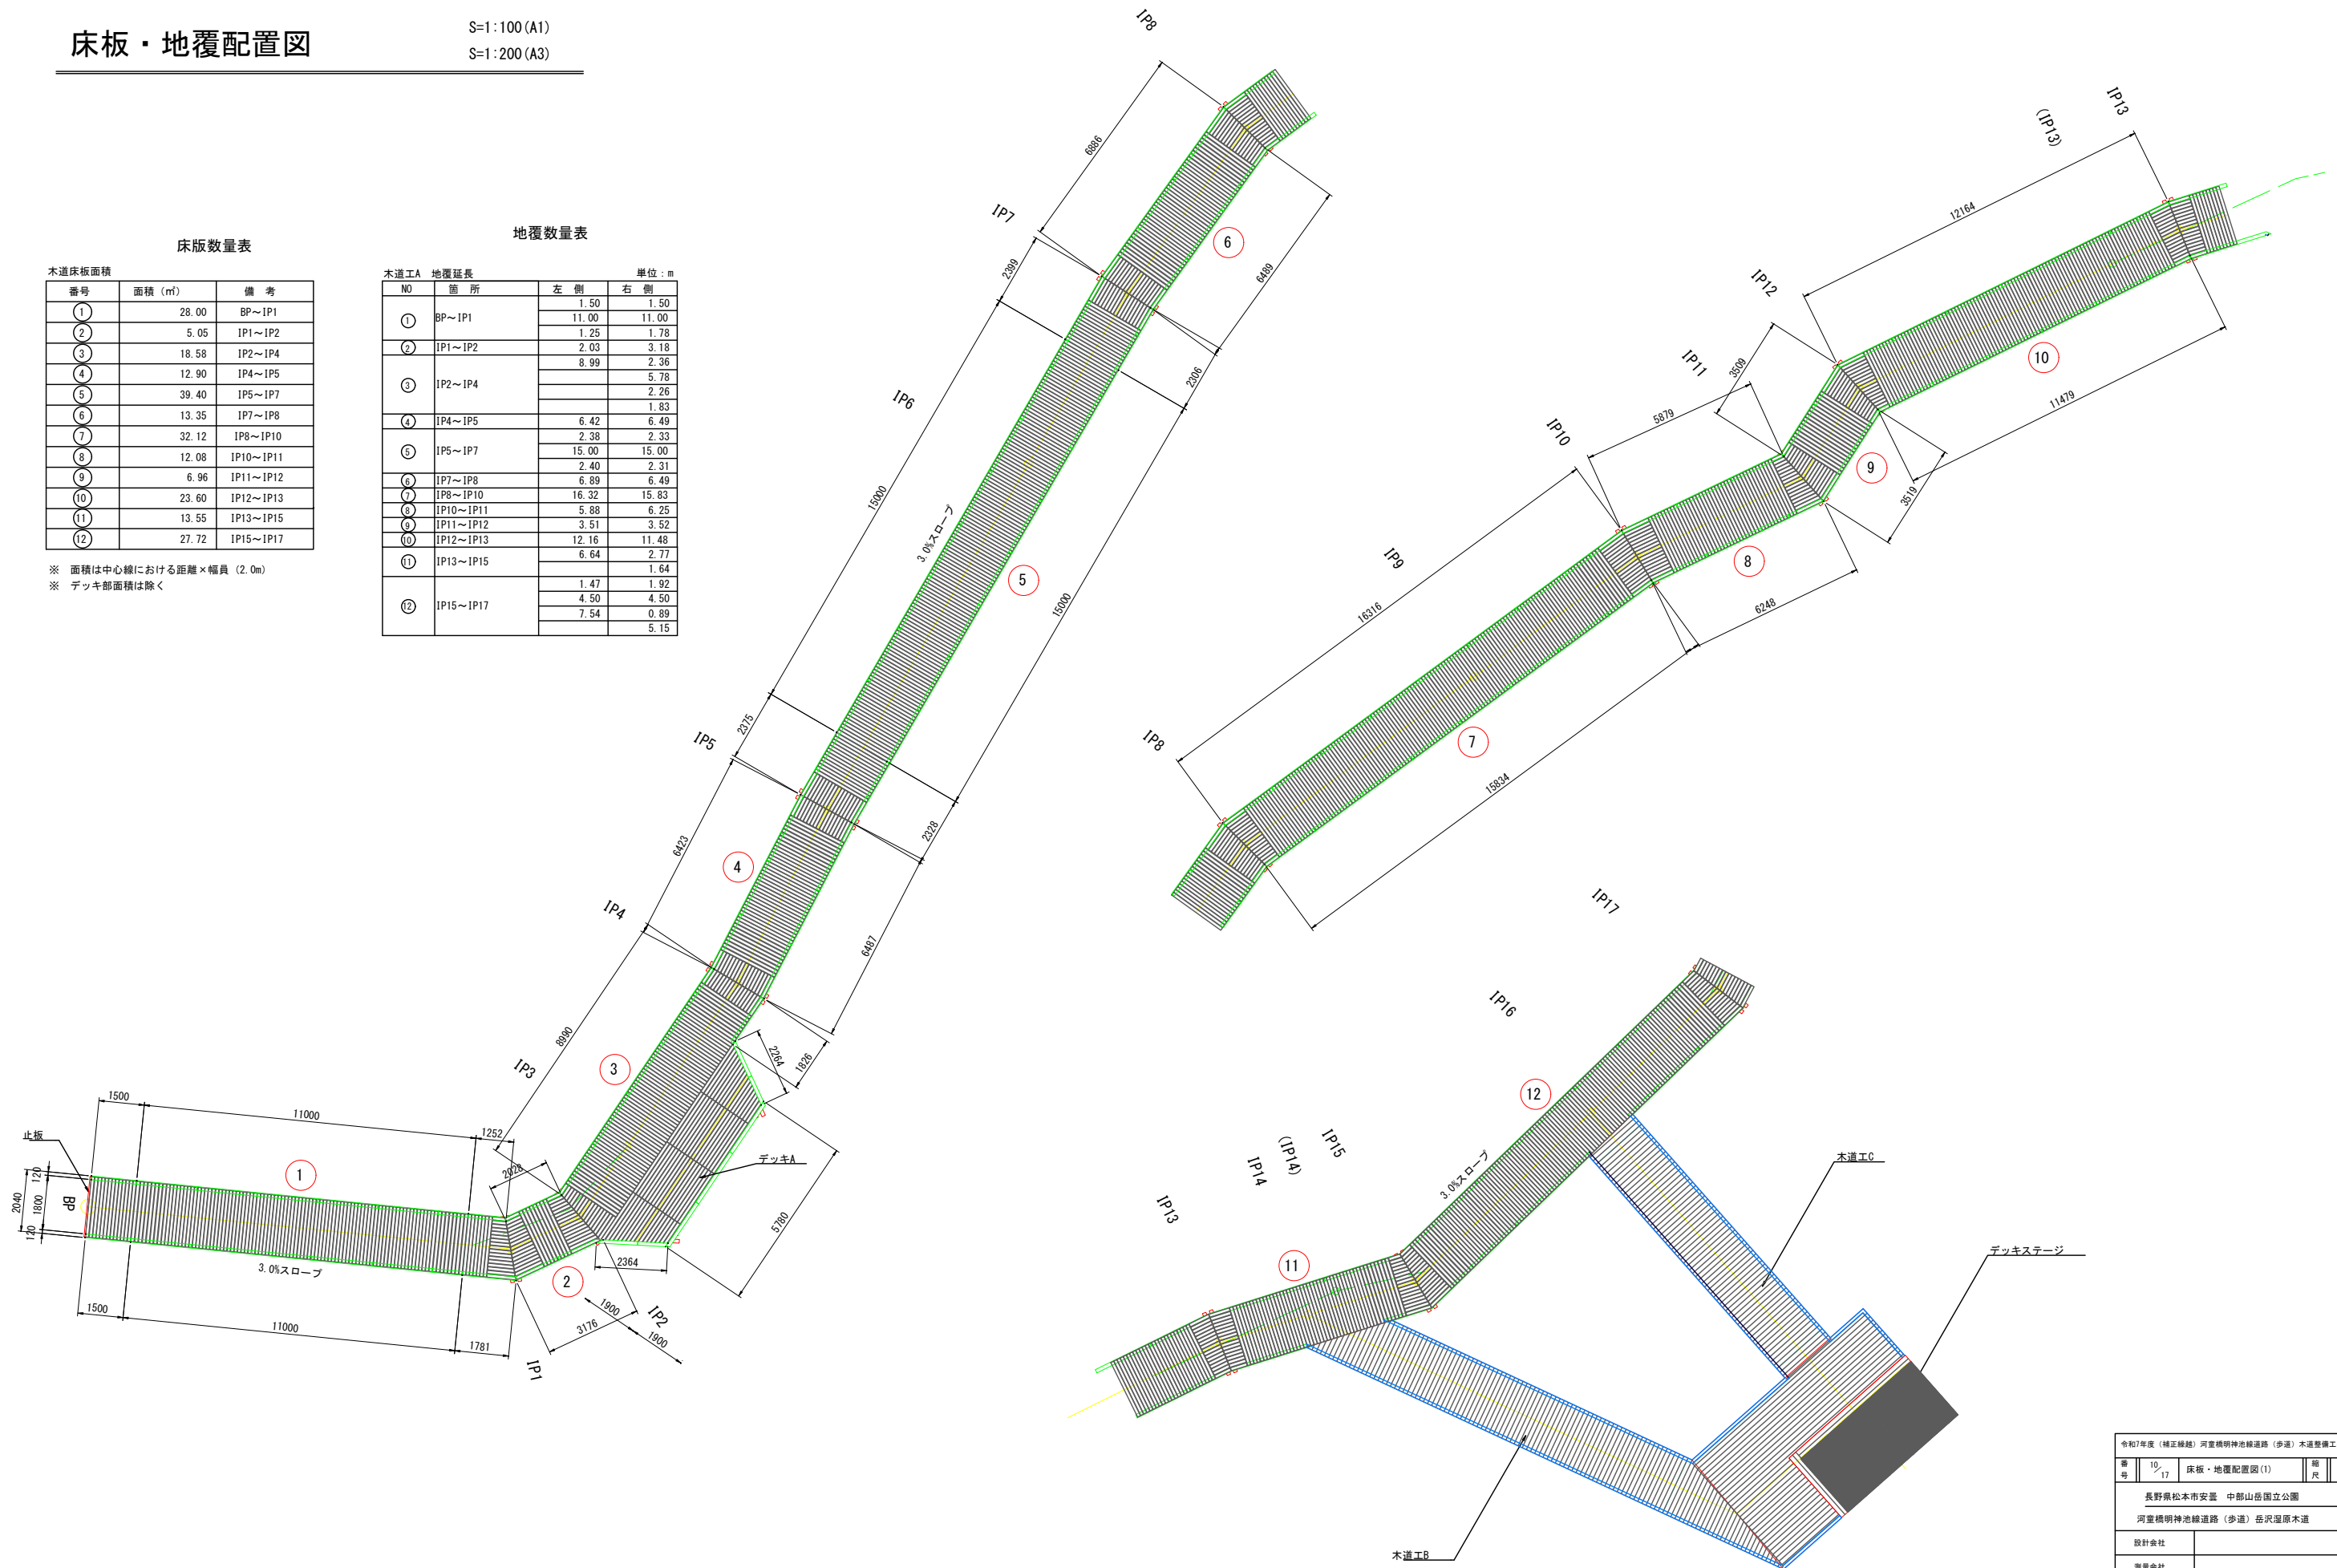 床板・地覆配置図
S=1:100(A1)
S=1:200(A3)
床版数量表
木道床板面積
番号 面積（㎡） 備 考
① 28.00 BP～IP1
② 5.05 IP1～IP2
③ 18.58 IP2～IP4
④ 12.90 IP4～IP5
⑤ 39.40 IP5～IP7
⑥ 13.35 IP7～IP8
⑦ 32.12 IP8～IP10
⑧ 12.08 IP10～IP11
⑨ 6.96 IP11～IP12
⑩ 23.60 IP12～IP13
⑪ 13.55 IP13～IP15
⑫ 27.72 IP15～IP17
※ 面積は中心線における距離×幅員（2.0m）
※ デッキ部面積は除く
地覆数量表
木道工A 地覆延長 単位：m
NO 箇 所 左 側 右 側
① BP～IP1 1.50 1.50
11.00 11.00
1.25 1.78
② IP1～IP2 2.03 3.18
③ IP2～IP4 8.99 2.36
5.78
2.26
1.83
④ IP4～IP5 6.42 6.49
⑤ IP5～IP7 2.38 2.33
15.00 15.00
2.40 2.31
⑥ IP7～IP8 6.89 6.49
⑦ IP8～IP10 16.32 15.83
⑧ IP10～IP11 5.88 6.25
⑨ IP11～IP12 3.51 3.52
⑩ IP12～IP13 12.16 11.48
⑪ IP13～IP15 6.64 2.77
1.64
⑫ IP15～IP17 1.47 1.92
4.50 4.50
7.54 0.89
5.15
IP8
6886
IP7
2399
6
6489
2306
IP6
15000
3.0%スロープ
5
15000
2375
IP5
2328
6423
4
IP4
6487
8990
2264
1826
IP3
3
デッキA
5780
2364
1500
11000
1252
2028
止板
1
120
1800
2040
120
BP
3.0%スロープ
2
1500
11000
1781
3176
1900
1900
IP2
IP1
IP13
(IP13)
12164
IP12
10
11479
IP11
3509
9
3519
5879
IP10
8
6248
IP9
16316
7
15834
IP8
IP17
IP16
12
3.0%スロープ
IP15
(IP14)
IP14
IP13
11
木道工C
デッキステージ
木道工B
令和7年度（補正繰越）河童橋明神池線道路（歩道）木道整備工
番号 10/17 床板・地覆配置図(1) 縮尺
長野県松本市安曇 中部山岳国立公園
河童橋明神池線道路（歩道）岳沢湿原木道
設計会社
測量会社